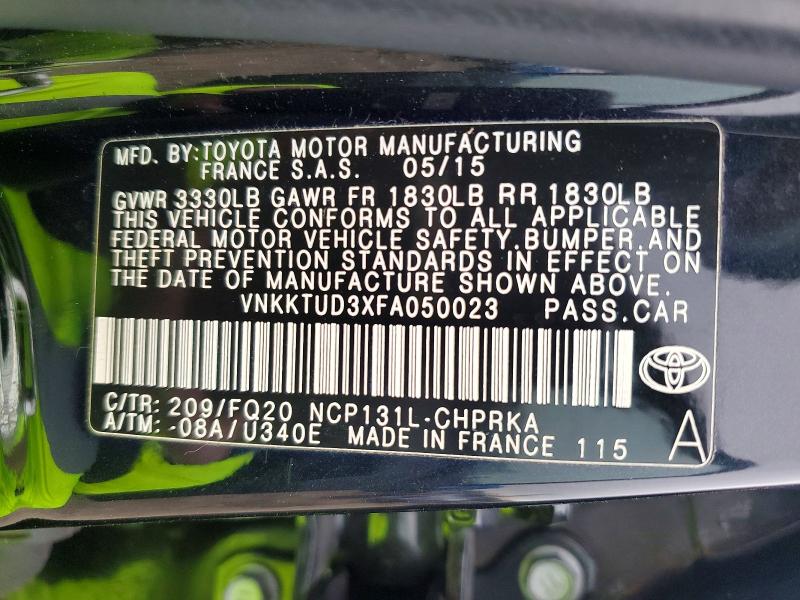 MFD. BY:TOYOTA MOTOR MANUFACTURING
FRANCE S.A.S. 05/15
GVWR 3330LB GAWR FR 1830LB RR 1830LB
THIS VEHICLE CONFORMS TO ALL APPLICABLE
FEDERAL MOTOR VEHICLE SAFETY,BUMPER,AND
THEFT PREVENTION STANDARDS IN EFFECT ON
THE DATE OF MANUFACTURE SHOWN ABOVE.
VNKKTUD3XFA050023 PASS.CAR
C/TR: 209/FQ20 NCP131L-CHPRKA
A/TM: -08A/U340E MADE IN FRANCE 115 A